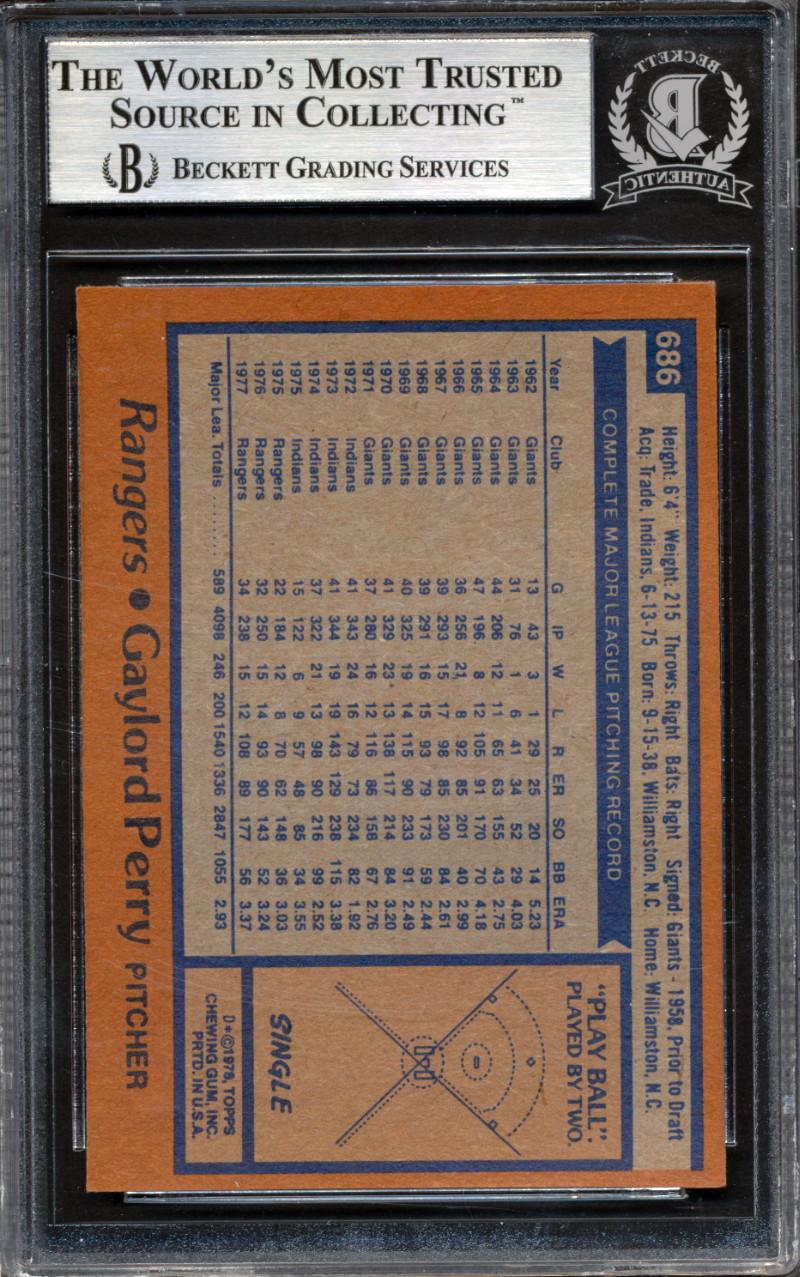 THE WORLD'S MOST TRUSTED
SOURCE IN COLLECTING™
B BECKETT GRADING SERVICES
BECKETT
B
AUTHENTIC
686
Height: 6'4" Weight: 215 Throws: Right Bats: Right Signed: Giants - 1958, Prior to Draft
Acq: Trade, Indians, 6-13-75 Born: 9-15-38, Williamston, N.C. Home: Williamston, N.C.
COMPLETE MAJOR LEAGUE PITCHING RECORD
Year Club G IP W L R ER SO BB ERA
1962 Giants 13 43 3 1 29 25 20 14 5.23
1963 Giants 31 76 1 6 41 34 52 29 4.03
1964 Giants 44 206 12 11 65 63 155 43 2.75
1965 Giants 47 196 8 12 105 91 170 70 4.18
1966 Giants 36 256 21 8 92 85 201 40 2.99
1967 Giants 39 293 15 17 98 85 230 84 2.61
1968 Giants 39 291 16 15 93 79 173 59 2.44
1969 Giants 40 325 19 14 115 90 233 91 2.49
1970 Giants 41 329 23 13 138 117 214 84 3.20
1971 Giants 37 280 16 12 116 86 158 67 2.76
1972 Indians 41 343 24 16 79 73 234 82 1.92
1973 Indians 41 344 19 19 143 129 238 115 3.38
1974 Indians 37 322 21 13 98 90 216 99 2.52
1975 Indians 15 122 6 9 57 48 85 34 3.55
1975 Rangers 22 184 12 8 70 62 148 36 3.03
1976 Rangers 32 250 15 14 93 90 143 52 3.24
1977 Rangers 34 238 15 12 108 89 177 56 3.37
Major Lea. Totals ......... 589 4098 246 200 1540 1336 2847 1055 2.93
"PLAY BALL":
PLAYED BY TWO.
SINGLE
D*©1978, TOPPS
CHEWING GUM, INC.
PRTD. IN U.S.A.
Rangers • Gaylord Perry PITCHER